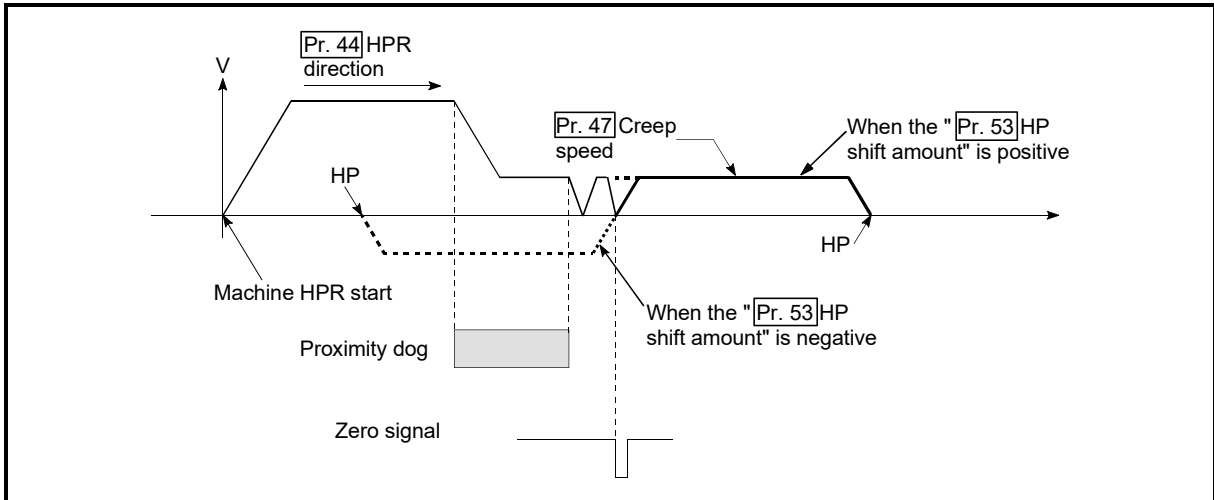 Pr. 44 HPR
direction
V
Pr. 47 Creep
speed
When the " Pr. 53 HP
shift amount" is positive
HP
HP
Machine HPR start
When the " Pr. 53 HP
shift amount" is negative
Proximity dog
Zero signal